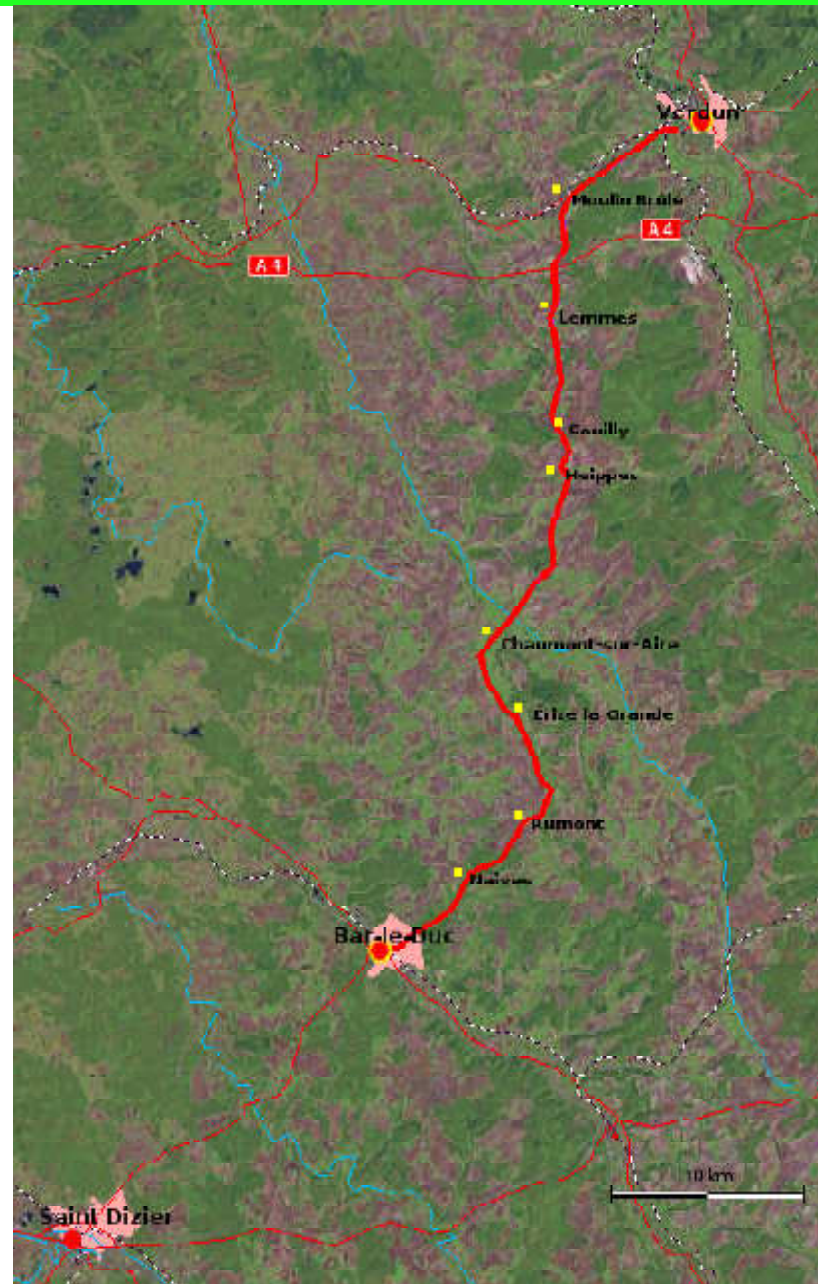 Verdun
Moulin Brûlé
A 4
A 4
Lemmes
Souilly
Heippes
Chaumont-sur-Aire
Erize-la-Grande
Rumont
Naives
Bar-le-Duc
10 km
Saint Dizier